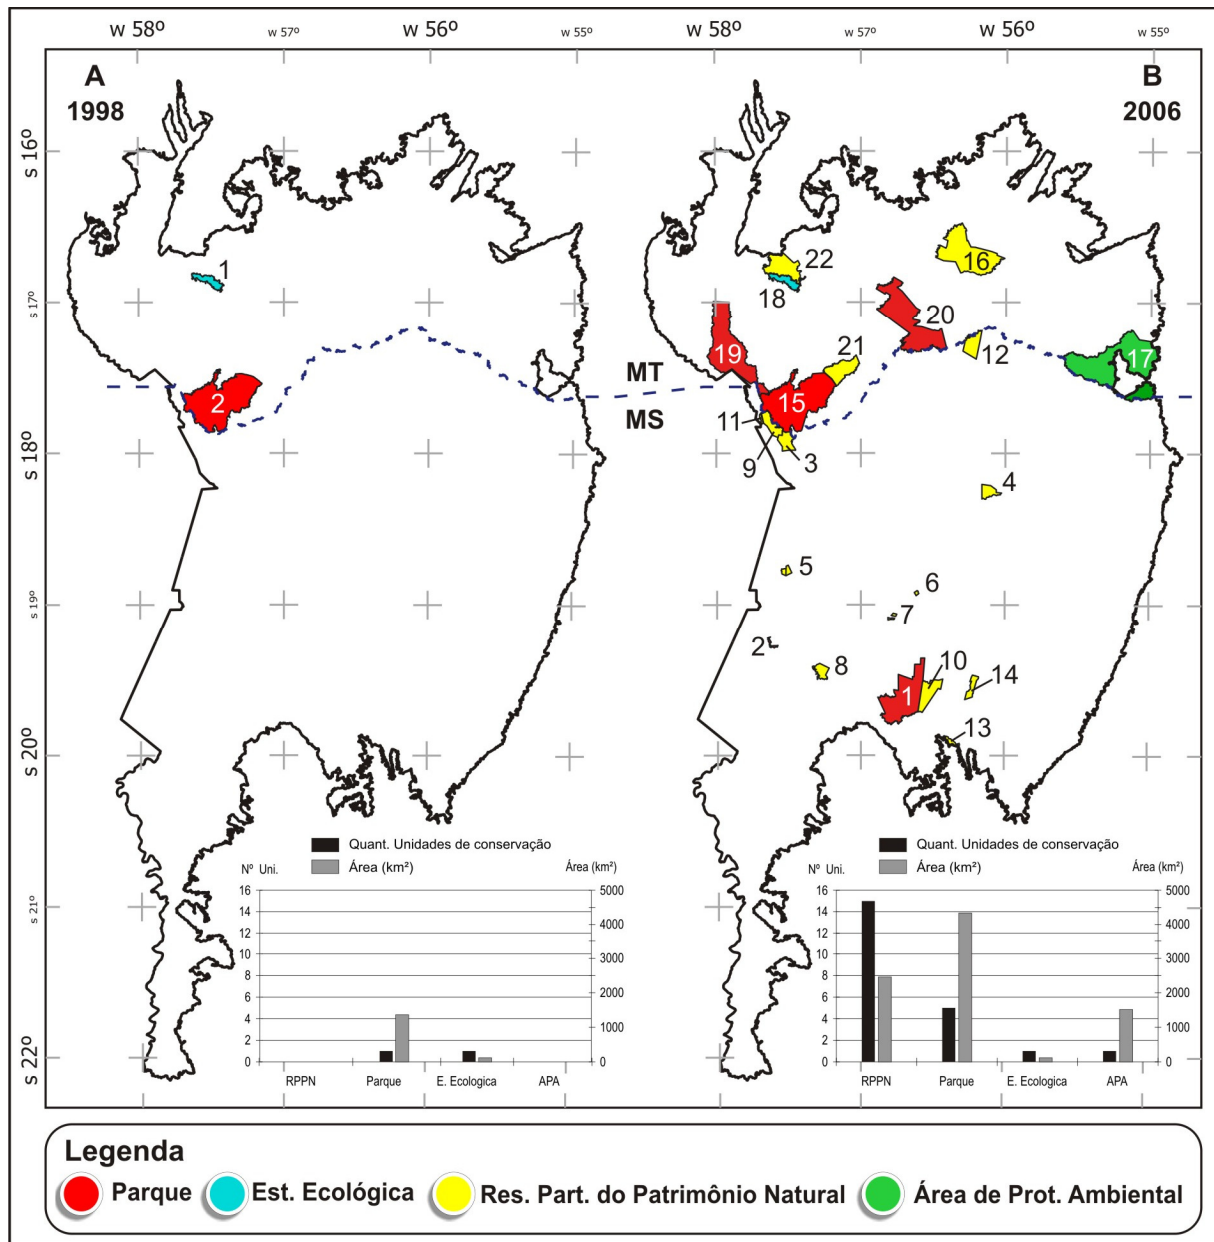 w 58º w 57º w 56º w 55º w 58º w 57º w 56º w 55º
A
1998
B
2006
s 16º
s 17º
s 18º
s 19º
s 20º
s 21º
s 22º
1
2
22
18
16
20
12
17
19
21
15
MT
MS
11
9
3
4
5
6
7
2
8
1
10
14
13
Quant. Unidades de conservação
Área (km²)
Nº Uni.
Área (km²)
16
14
12
10
8
6
4
2
0
5000
4000
3000
2000
1000
0
RPPN Parque E. Ecologica APA
Quant. Unidades de conservação
Área (km²)
Nº Uni.
Área (km²)
16
14
12
10
8
6
4
2
0
5000
4000
3000
2000
1000
0
RPPN Parque E. Ecologica APA
Legenda
Parque Est. Ecológica Res. Part. do Patrimônio Natural Área de Prot. Ambiental